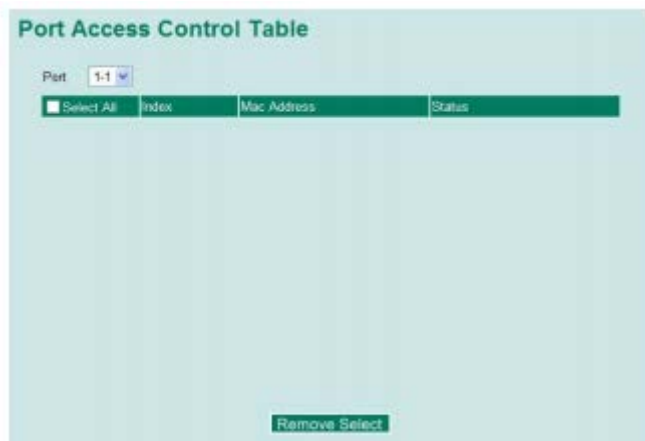 Port Access Control Table
Port 1-1
Select All Index Mac Address Status
Remove Select